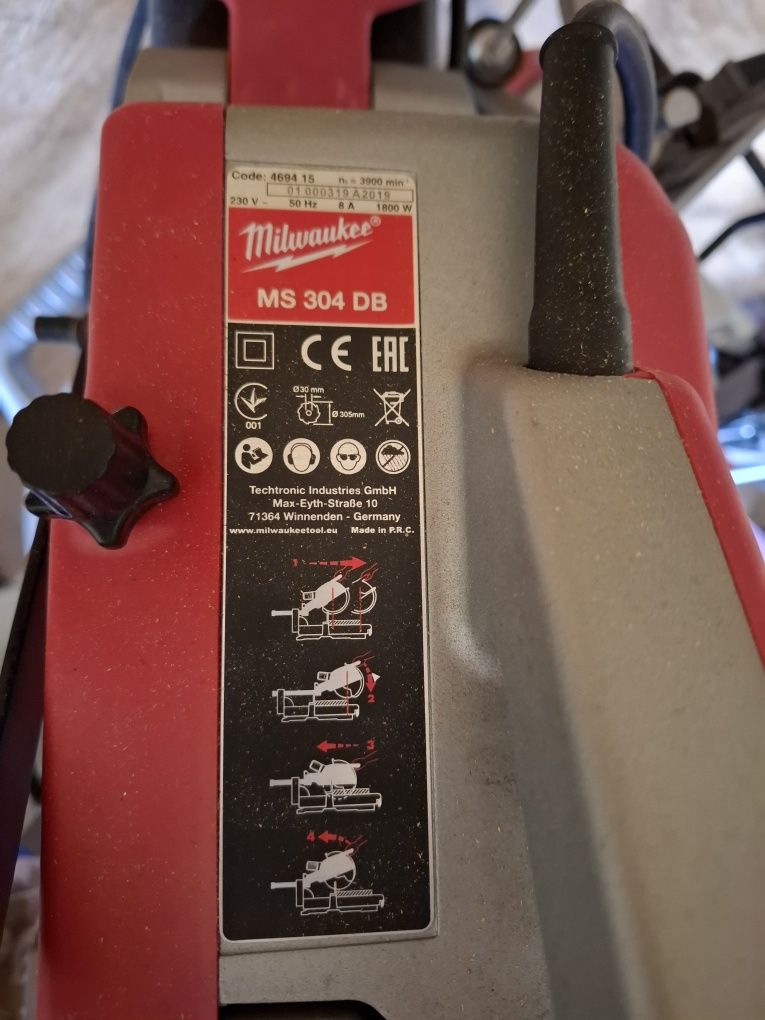 Code: 4694 15 n₀ = 3900 min⁻¹
01 000319 A2019
230 V ~ 50 Hz 8 A 1800 W
Milwaukee®
MS 304 DB
CE EAC
Ø30 mm
Ø 305mm
001
Techtronic Industries GmbH
Max-Eyth-Straße 10
71364 Winnenden - Germany
www.milwaukeetool.eu Made in P.R.C.
1
2
3
4